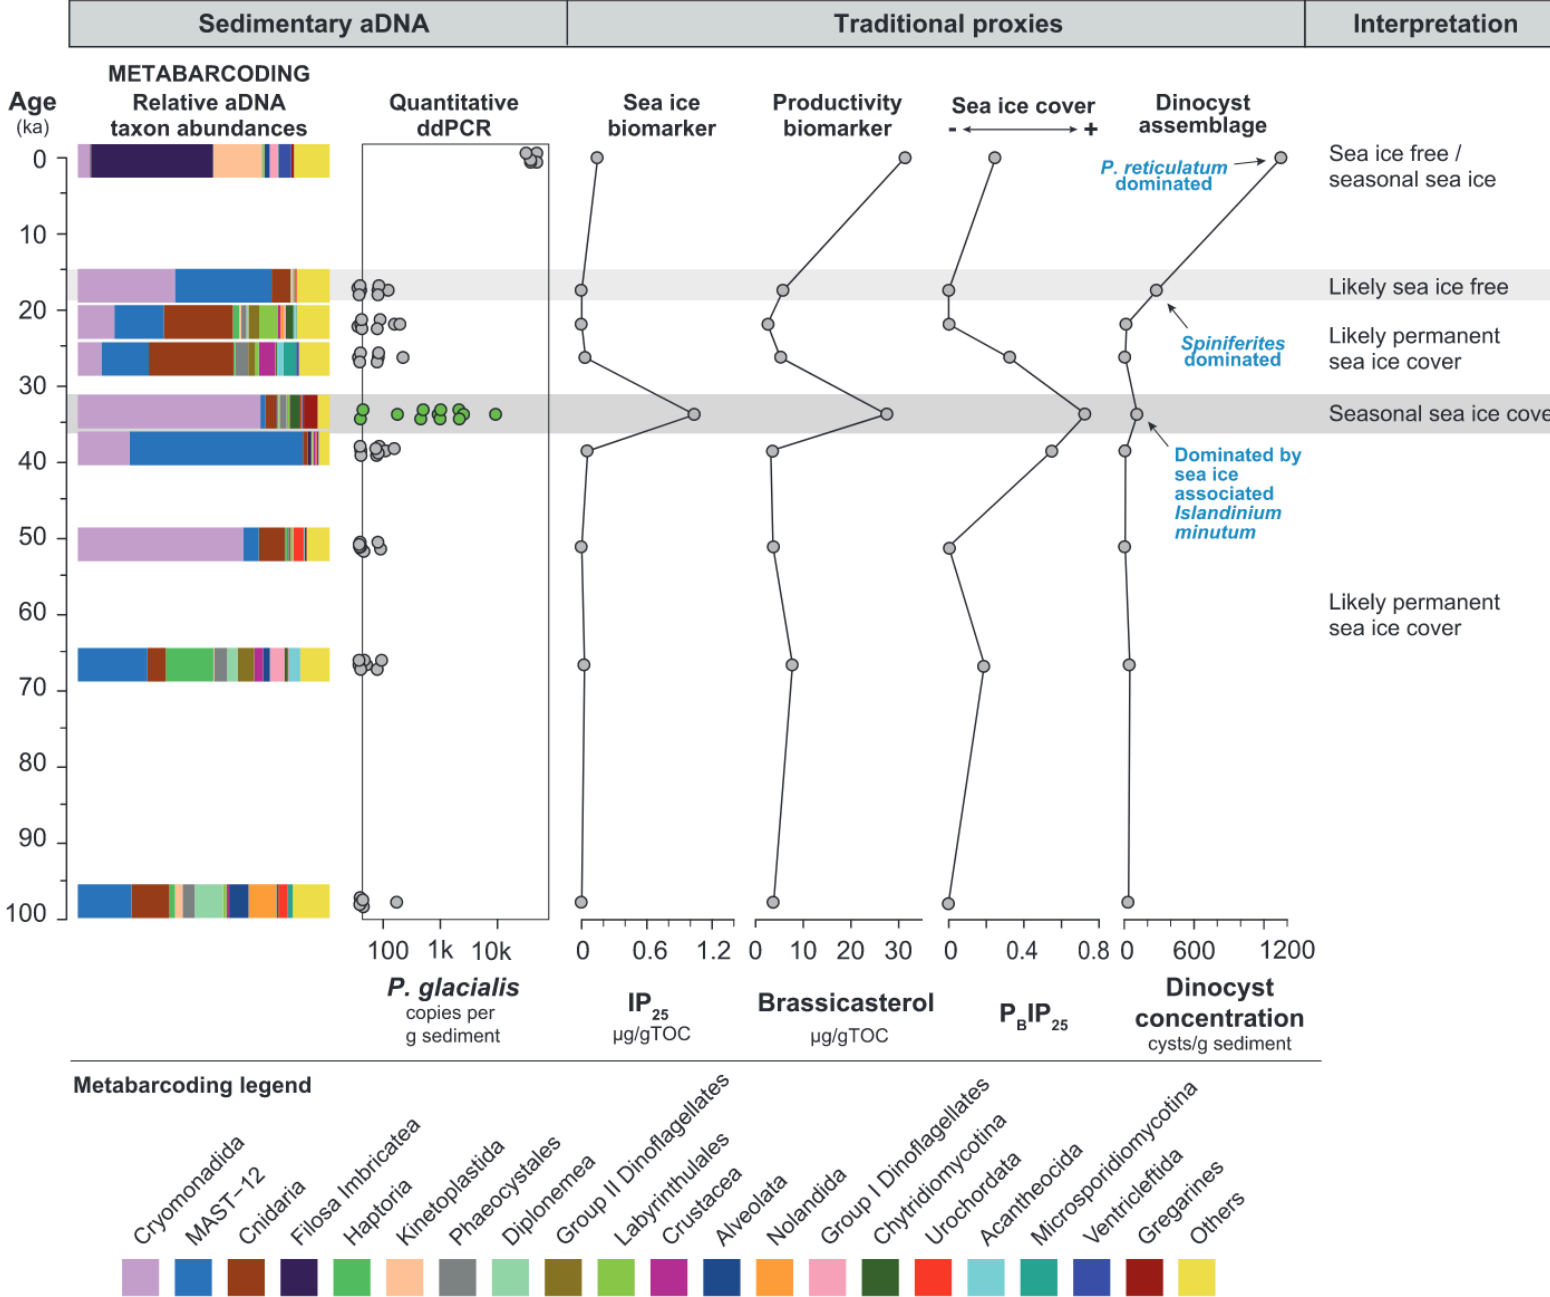 Sedimentary aDNA
Traditional proxies
Interpretation
METABARCODING
Relative aDNA
taxon abundances
Age
(ka)
Quantitative
ddPCR
Sea ice
biomarker
Productivity
biomarker
Sea ice cover
- +
Dinocyst
assemblage
0
10
20
30
40
50
60
70
80
90
100
P. reticulatum
dominated
Spiniferites
dominated
Dominated by
sea ice
associated
Islandinium
minutum
Sea ice free /
seasonal sea ice
Likely sea ice free
Likely permanent
sea ice cover
Seasonal sea ice cove
Likely permanent
sea ice cover
100 1k 10k
P. glacialis
copies per
g sediment
0 0.6 1.2
IP25
µg/gTOC
0 10 20 30
Brassicasterol
µg/gTOC
0 0.4 0.8
PBIP25
0 600 1200
Dinocyst
concentration
cysts/g sediment
Metabarcoding legend
Cryomonadida
MAST-12
Cnidaria
Filosa Imbricatea
Haptoria
Kinetoplastida
Phaeocystales
Diplonemea
Group II Dinoflagellates
Labyrinthulales
Crustacea
Alveolata
Nolandida
Group I Dinoflagellates
Chytridiomycotina
Urochordata
Acantheocida
Microsporidiomycotina
Ventricleftida
Gregarines
Others